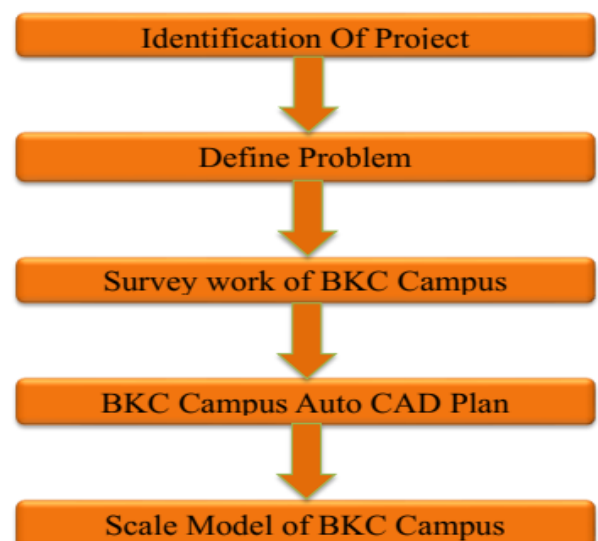 Identification Of Project
Define Problem
Survey work of BKC Campus
BKC Campus Auto CAD Plan
Scale Model of BKC Campus